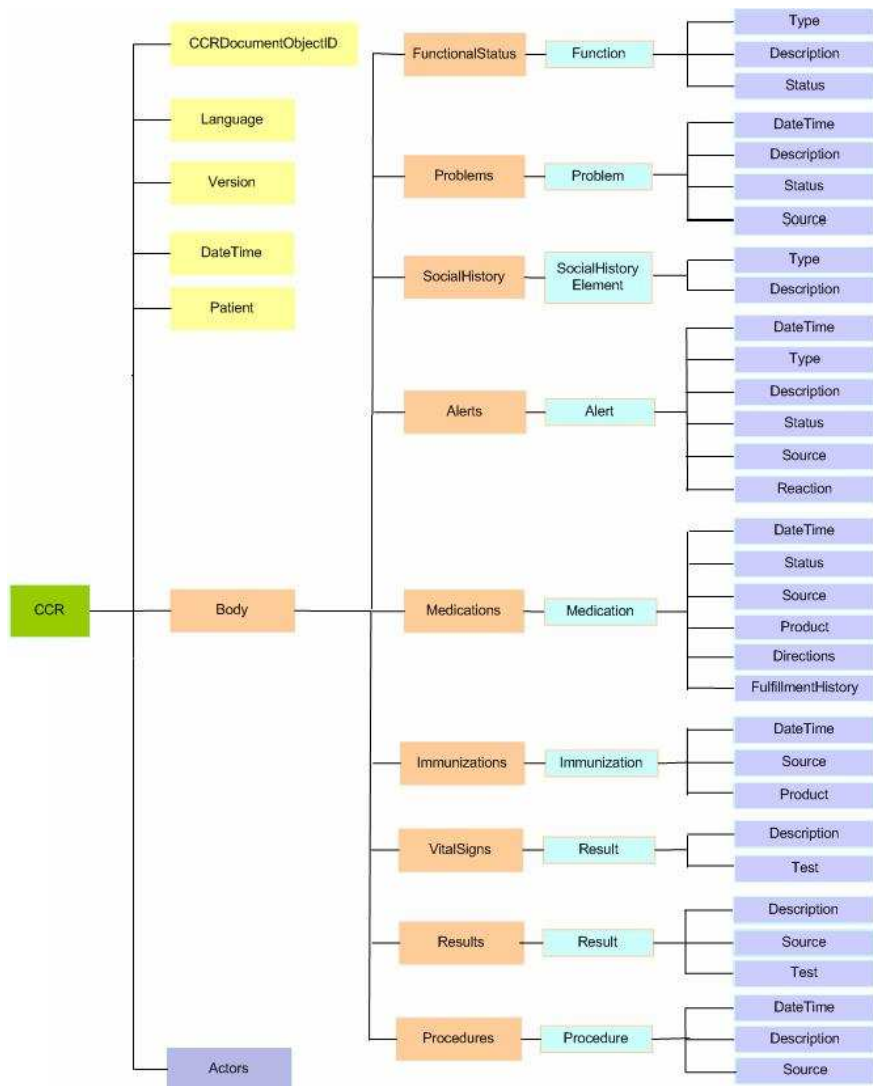 CCRDocumentObjectID
Language
Version
DateTime
Patient
CCR
Body
Actors
FunctionalStatus
Function
Type
Description
Status
Problems
Problem
DateTime
Description
Status
Source
SocialHistory
SocialHistory
Element
Type
Description
Alerts
Alert
DateTime
Type
Description
Status
Source
Reaction
Medications
Medication
DateTime
Status
Source
Product
Directions
FulfillmentHistory
Immunizations
Immunization
DateTime
Source
Product
VitalSigns
Result
Description
Test
Results
Result
Description
Source
Test
Procedures
Procedure
DateTime
Description
Source